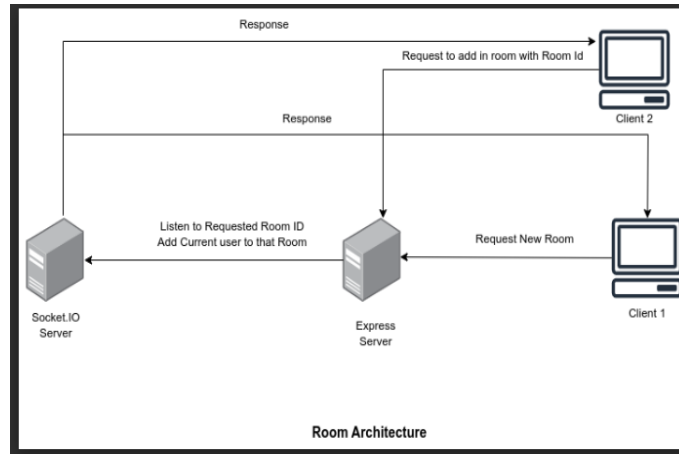 Response
Request to add in room with Room Id
Client 2
Response
Listen to Requested Room ID
Add Current user to that Room
Request New Room
Socket.IO
Server
Express
Server
Client 1
Room Architecture